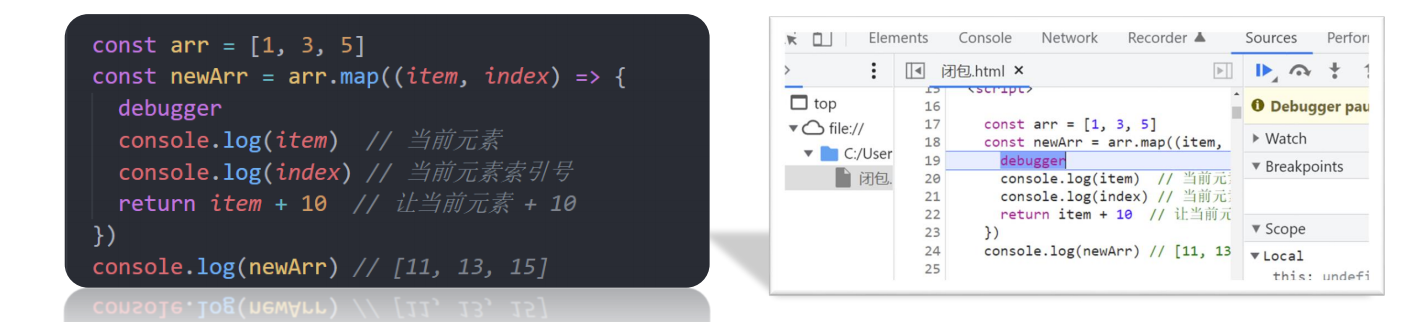 const arr = [1, 3, 5]
const newArr = arr.map((item, index) => {
debugger
console.log(item) // 当前元素
console.log(index) // 当前元素索引号
return item + 10 // 让当前元素 + 10
})
console.log(newArr) // [11, 13, 15]
Elements Console Network Recorder Sources Perfor
闭包.html ×
top
file://
C:/User
闭包.
15 <script>
16
17 const arr = [1, 3, 5]
18 const newArr = arr.map((item,
19 debugger
20 console.log(item) // 当前元
21 console.log(index) // 当前元
22 return item + 10 // 让当前元
23 })
24 console.log(newArr) // [11, 13
25
Debugger pau
Watch
Breakpoints
Scope
Local
this: undefi